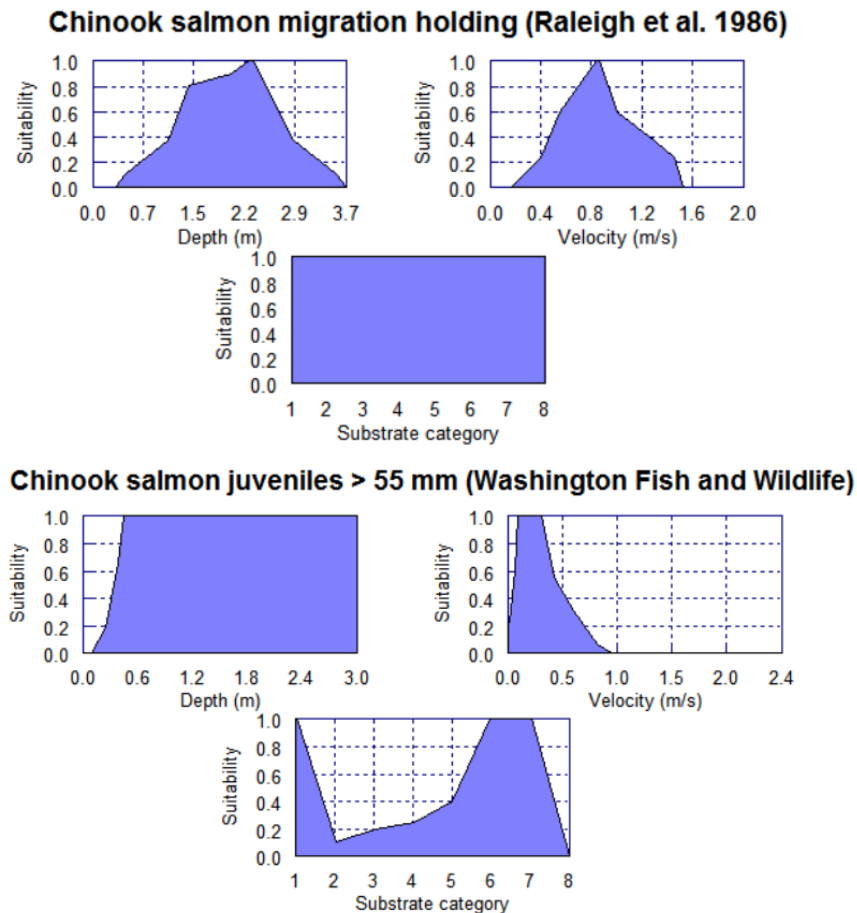 Chinook salmon migration holding (Raleigh et al. 1986)
Suitability
1.0
0.8
0.6
0.4
0.2
0.0
0.0 0.7 1.5 2.2 2.9 3.7
Depth (m)
Suitability
1.0
0.8
0.6
0.4
0.2
0.0
0.0 0.4 0.8 1.2 1.6 2.0
Velocity (m/s)
Suitability
1.0
0.8
0.6
0.4
0.2
0.0
1 2 3 4 5 6 7 8
Substrate category
Chinook salmon juveniles > 55 mm (Washington Fish and Wildlife)
Suitability
1.0
0.8
0.6
0.4
0.2
0.0
0.0 0.6 1.2 1.8 2.4 3.0
Depth (m)
Suitability
1.0
0.8
0.6
0.4
0.2
0.0
0.0 0.5 1.0 1.5 2.0 2.4
Velocity (m/s)
Suitability
1.0
0.8
0.6
0.4
0.2
0.0
1 2 3 4 5 6 7 8
Substrate category